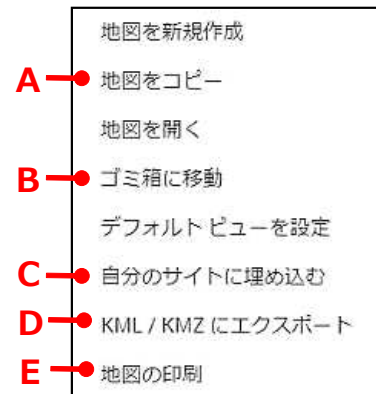 地図を新規作成
A 地図をコピー
地図を開く
B ゴミ箱に移動
デフォルト ビューを設定
C 自分のサイトに埋め込む
D KML / KMZ にエクスポート
E 地図の印刷